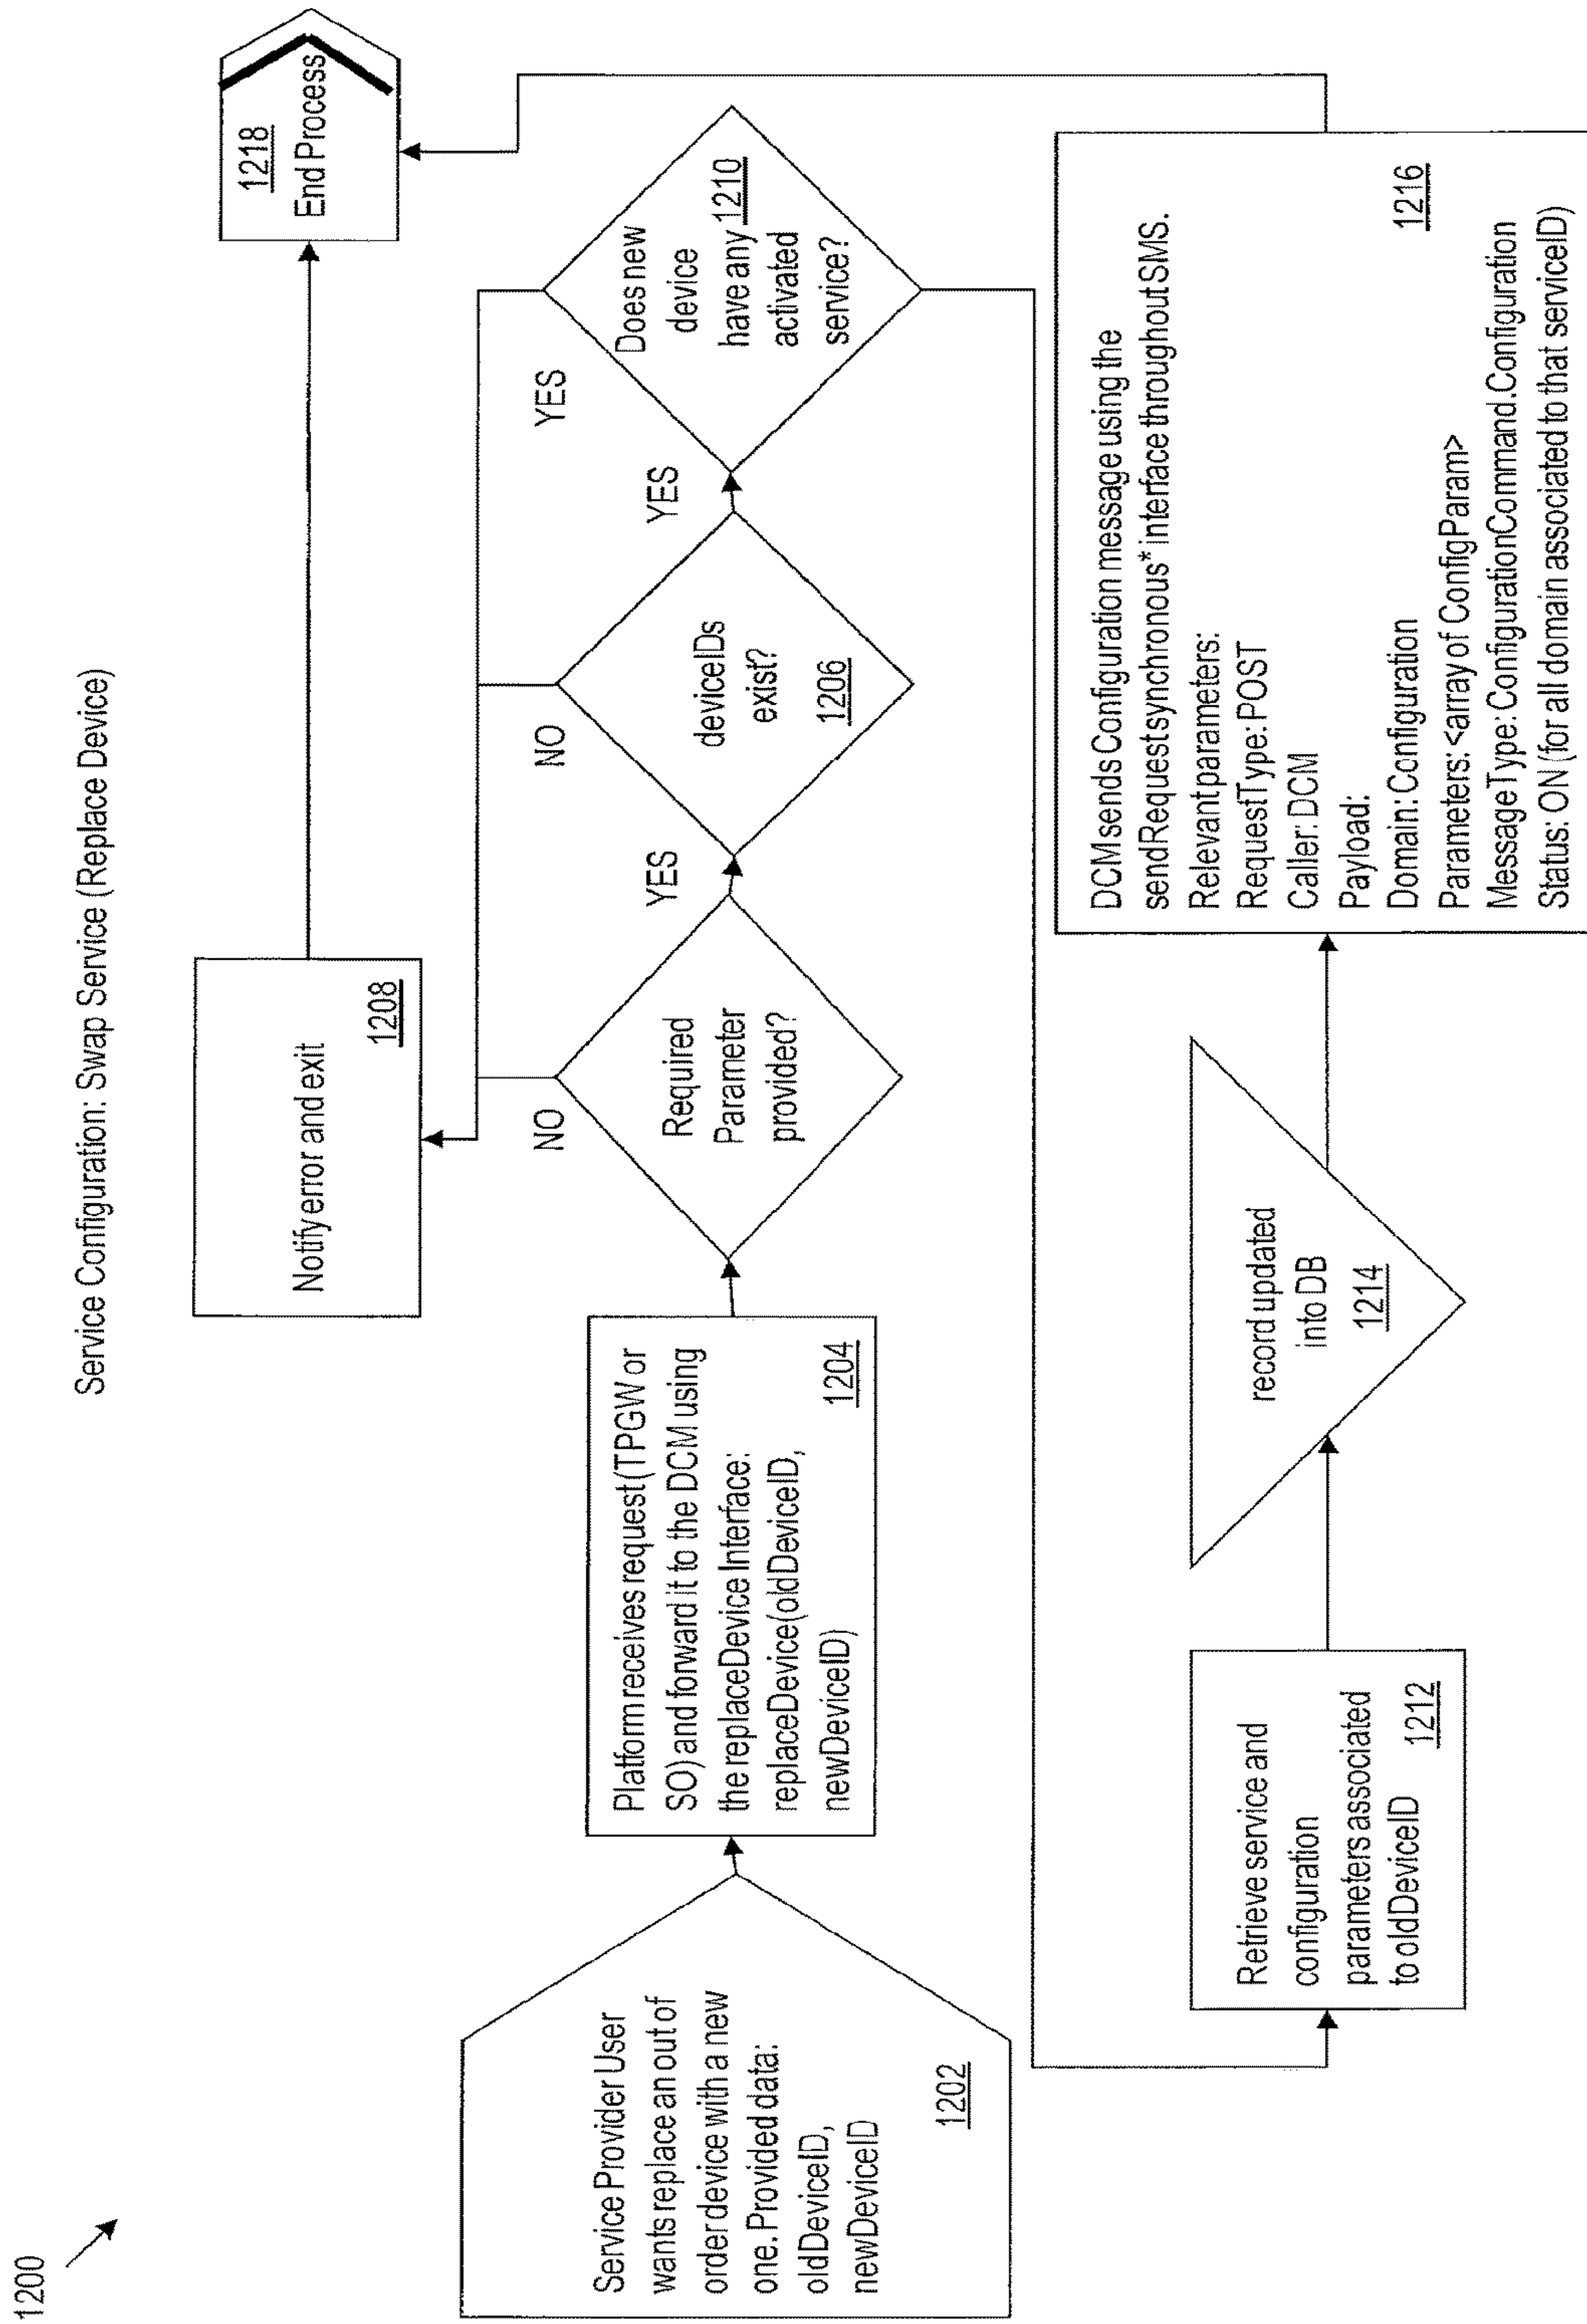 1200
Service Configuration: Swap Service (Replace Device)
Service Provider User
wants replace an out of
order device with a new
one. Provided data:
oldDeviceID,
newDeviceID
1202
Platform receives request (TPGW or
SO) and forward it to the DCM using
the replaceDevice Interface:
replaceDevice(oldDeviceID,
newDeviceID)
1204
Required
Parameter
provided?
NO
YES
deviceIDs
exist?
1206
NO
YES
Does new
device
have any 1210
activated
service?
YES
Notify error and exit
1208
1218
End Process
Retrieve service and
configuration
parameters associated
to oldDeviceID 1212
record updated
into DB
1214
DCM sends Configuration message using the
sendRequestsynchronous* interface throughout SMS.
Relevant parameters:
RequestType: POST
Caller: DCM
Payload:
Domain: Configuration
Parameters: <array of ConfigParam>
Message Type: ConfigurationCommand.Configuration
Status: ON (for all domain associated to that serviceID)
1216